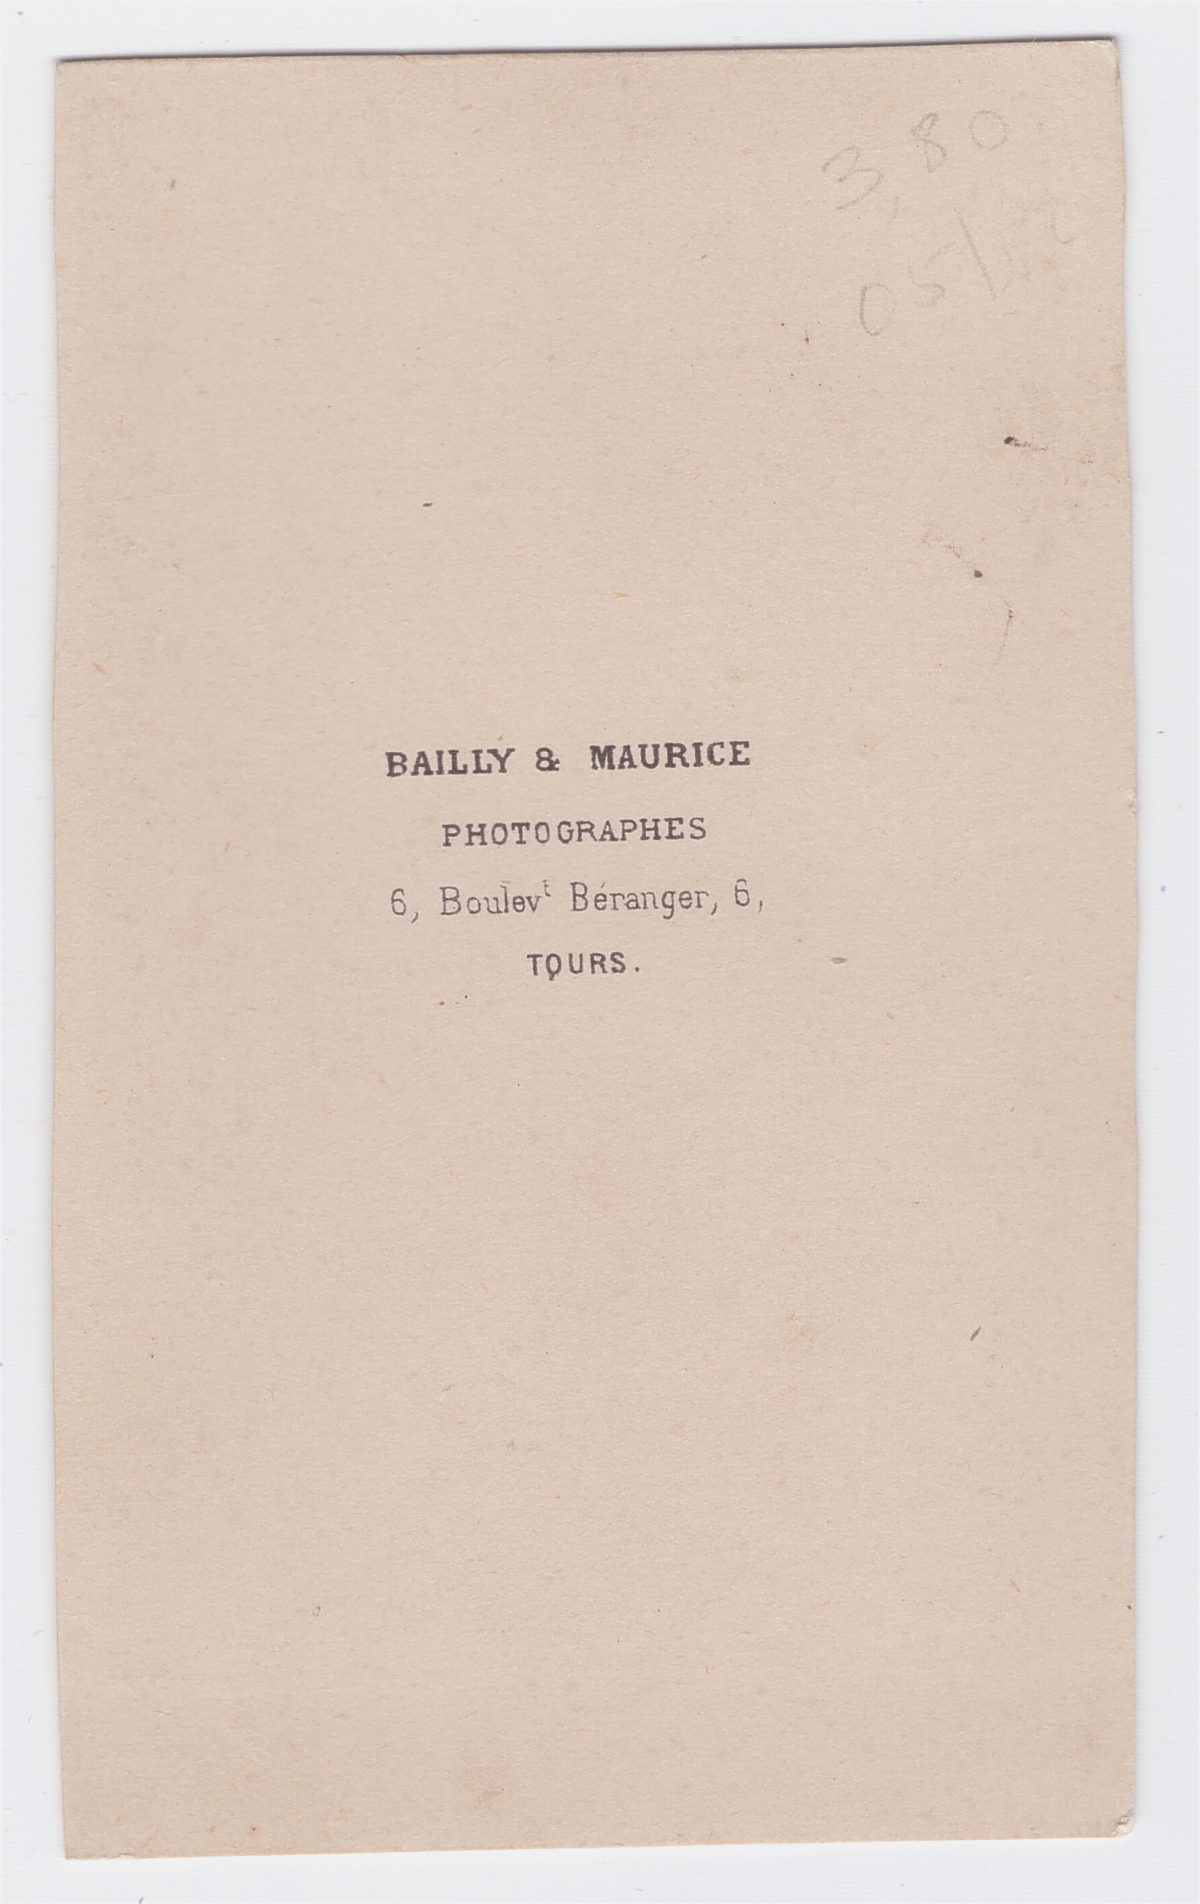 3,80
BAILLY & MAURICE
PHOTOGRAPHES
6, Boulevᵗ Béranger, 6,
TOURS.